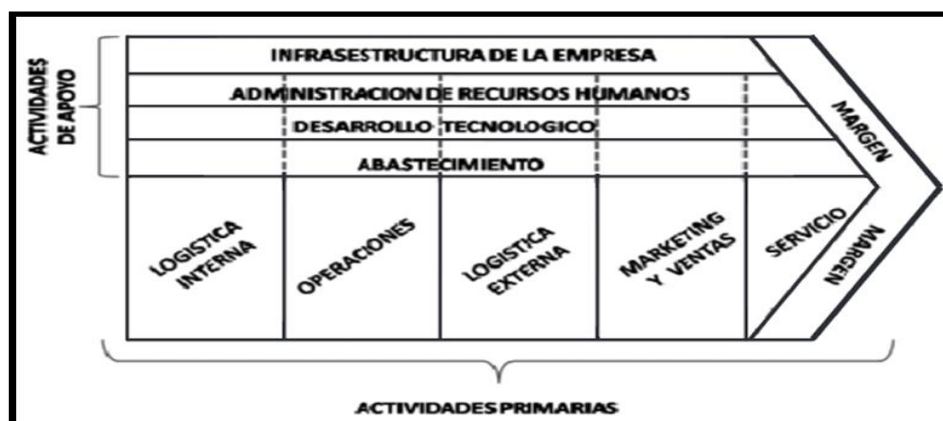 ACTIVIDADES
DE APOYO
INFRASESTRUCTURA DE LA EMPRESA
ADMINISTRACION DE RECURSOS HUMANOS
DESARROLLO TECNOLOGICO
ABASTECIMIENTO
MARGEN
LOGISTICA
INTERNA
OPERACIONES
LOGISTICA
EXTERNA
MARKETING
Y VENTAS
SERVICIO
MARGEN
ACTIVIDADES PRIMARIAS